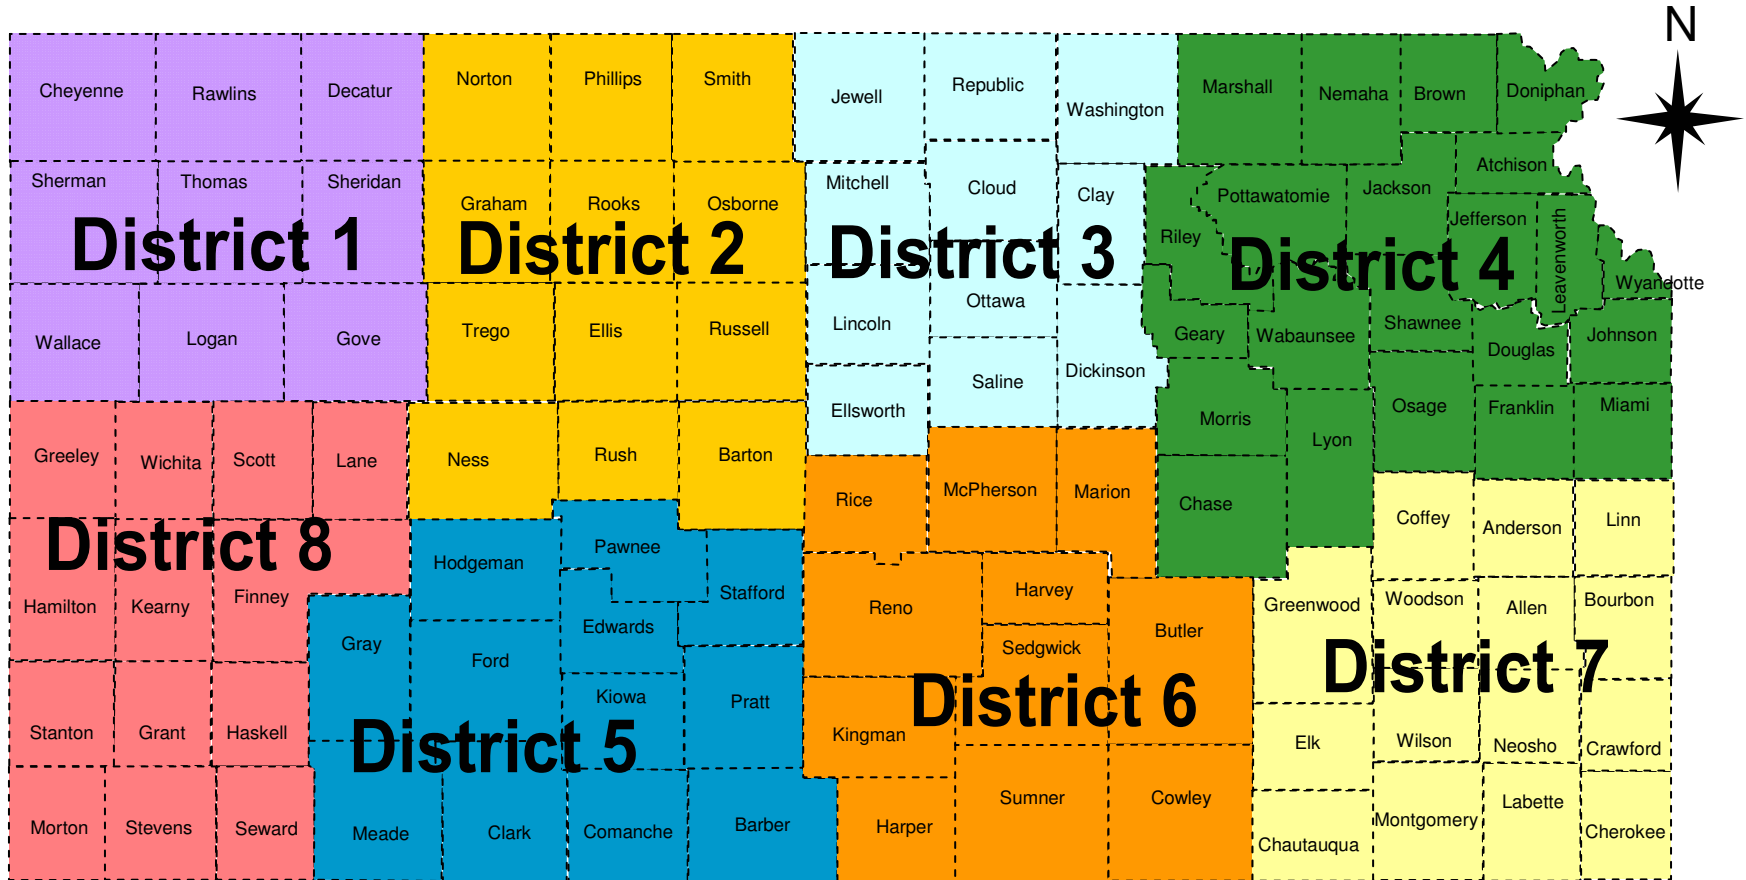 N
Cheyenne
Rawlins
Decatur
Norton
Phillips
Smith
Jewell
Republic
Washington
Marshall
Nemaha
Brown
Doniphan
Sherman
Thomas
Sheridan
Graham
Rooks
Osborne
Mitchell
Cloud
Clay
Riley
Pottawatomie
Jackson
Atchison
Jefferson
Leavenworth
Wyandotte
District 1
District 2
District 3
District 4
Wallace
Logan
Gove
Trego
Ellis
Russell
Lincoln
Ottawa
Saline
Dickinson
Geary
Wabaunsee
Shawnee
Douglas
Johnson
Ellsworth
Morris
Lyon
Osage
Franklin
Miami
Greeley
Wichita
Scott
Lane
Ness
Rush
Barton
Rice
McPherson
Marion
Chase
Coffey
Anderson
Linn
District 8
Hamilton
Kearny
Finney
Hodgeman
Pawnee
Stafford
Edwards
Gray
Ford
Kiowa
Pratt
Reno
Harvey
Sedgwick
Butler
Greenwood
Woodson
Allen
Bourbon
District 7
District 6
District 5
Stanton
Grant
Haskell
Kingman
Elk
Wilson
Neosho
Crawford
Morton
Stevens
Seward
Meade
Clark
Comanche
Barber
Harper
Sumner
Cowley
Chautauqua
Montgomery
Labette
Cherokee